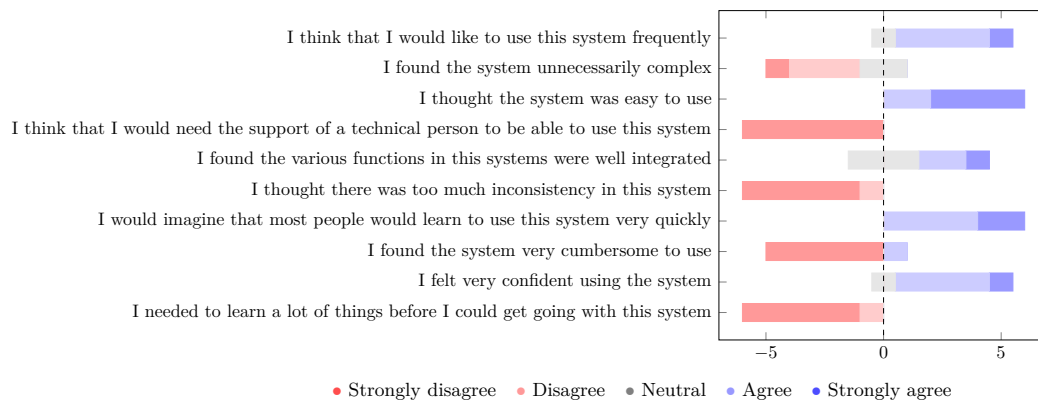 I think that I would like to use this system frequently
I found the system unnecessarily complex
I thought the system was easy to use
I think that I would need the support of a technical person to be able to use this system
I found the various functions in this systems were well integrated
I thought there was too much inconsistency in this system
I would imagine that most people would learn to use this system very quickly
I found the system very cumbersome to use
I felt very confident using the system
I needed to learn a lot of things before I could get going with this system
−5 0 5
Strongly disagree Disagree Neutral Agree Strongly agree